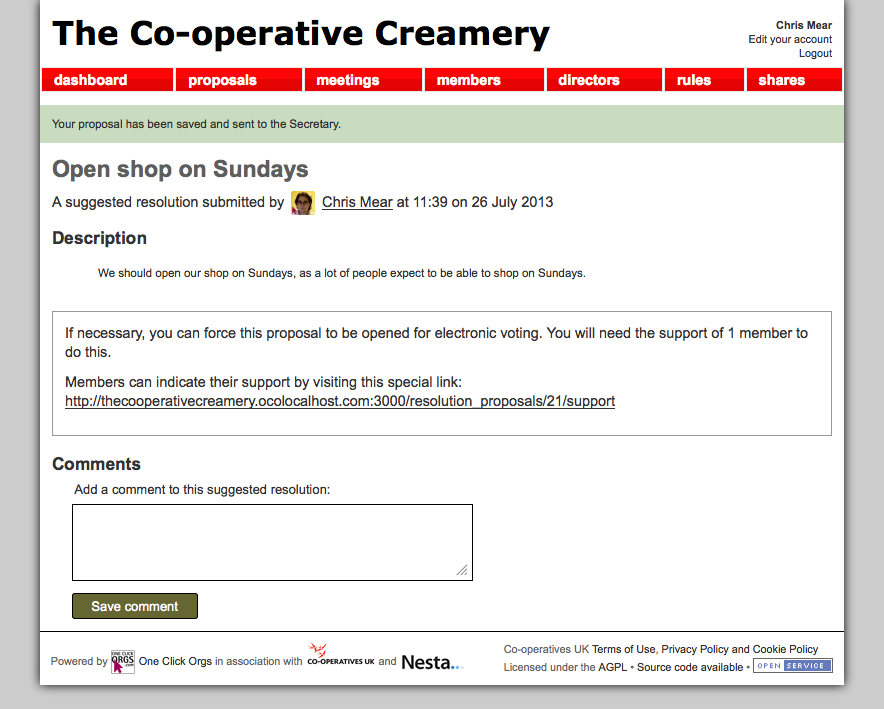 The Co-operative Creamery
Chris Mear
Edit your account
Logout
dashboard proposals meetings members directors rules shares
Your proposal has been saved and sent to the Secretary.
Open shop on Sundays
A suggested resolution submitted by Chris Mear at 11:39 on 26 July 2013
Description
We should open our shop on Sundays, as a lot of people expect to be able to shop on Sundays.
If necessary, you can force this proposal to be opened for electronic voting. You will need the support of 1 member to
do this.
Members can indicate their support by visiting this special link:
http://thecooperativecreamery.ocolocalhost.com:3000/resolution_proposals/21/support
Comments
Add a comment to this suggested resolution:
Save comment
Powered by ONE CLICK ORGS .com One Click Orgs in association with CO-OPERATIVES UK and Nesta...
Co-operatives UK Terms of Use, Privacy Policy and Cookie Policy
Licensed under the AGPL • Source code available • OPEN SERVICE